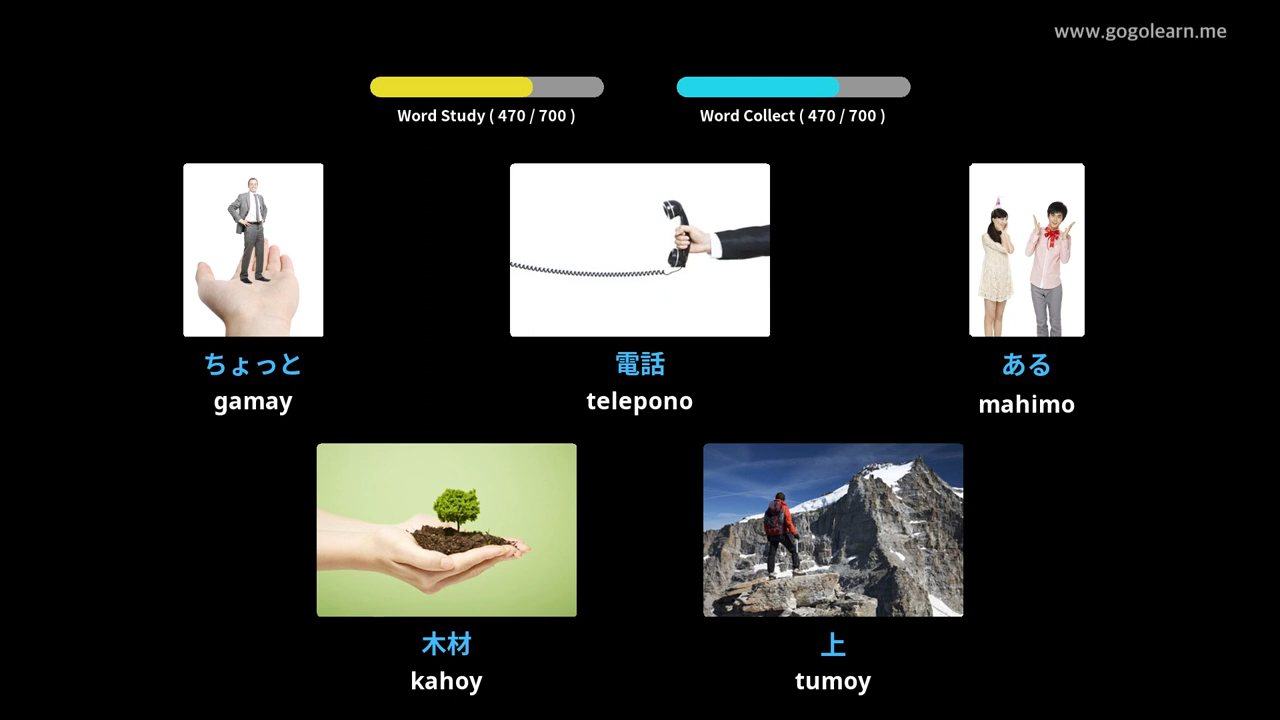 www.gogolearn.me
Word Study ( 470 / 700 )
Word Collect ( 470 / 700 )
ちょっと
gamay
電話
telepono
ある
mahimo
木材
kahoy
上
tumoy